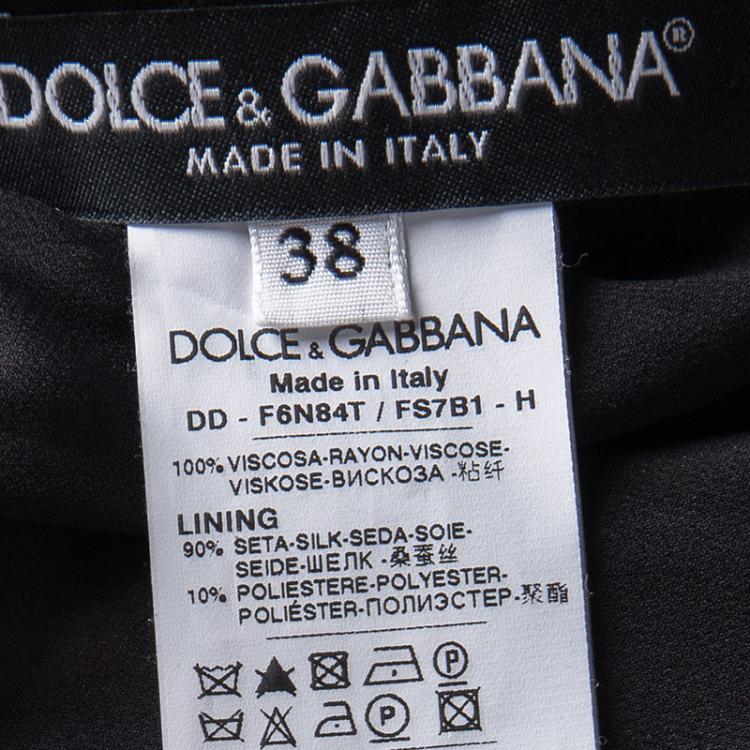 DOLCE & GABBANA®
MADE IN ITALY
38
DOLCE & GABBANA
Made in Italy
DD - F6N84T / FS7B1 - H
100% VISCOSA-RAYON-VISCOSE-
VISKOSE-ВИСКОЗА -粘纤
LINING
90% SETA-SILK-SEDA-SOIE-
SEIDE-ШЕЛК -桑蚕丝
10% POLIESTERE-POLYESTER-
POLIÉSTER-ПОЛИЭСТЕР-聚酯
P
P